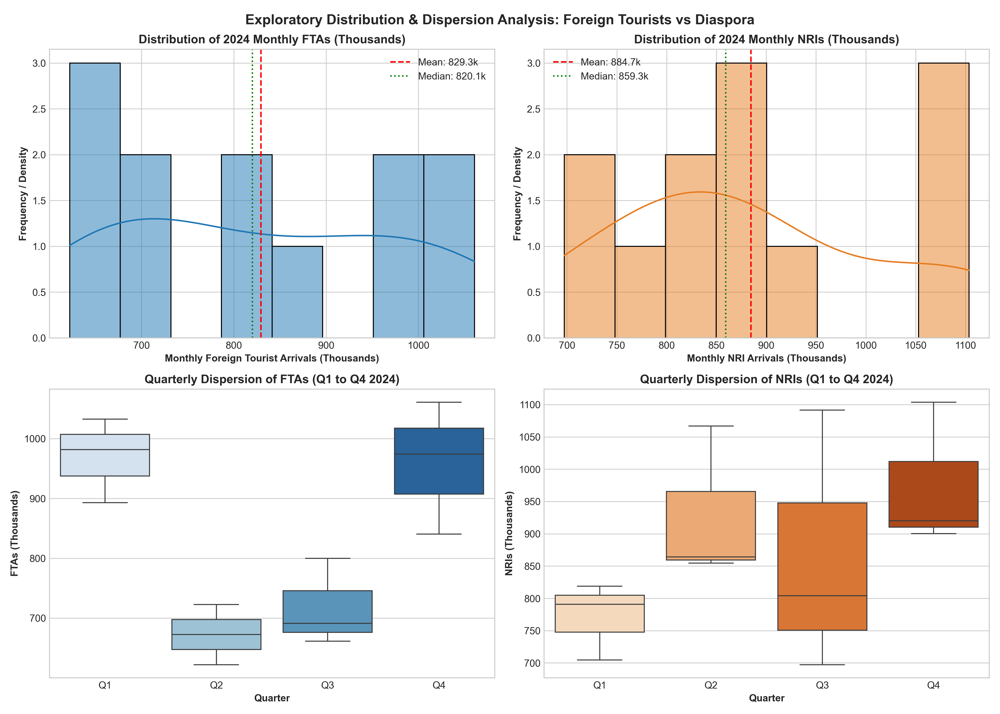 Exploratory Distribution & Dispersion Analysis: Foreign Tourists vs Diaspora
Distribution of 2024 Monthly FTAs (Thousands)
Mean: 829.3k
Median: 820.1k
3.0
2.5
2.0
1.5
1.0
0.5
0.0
Frequency / Density
700 800 900 1000
Monthly Foreign Tourist Arrivals (Thousands)
Distribution of 2024 Monthly NRIs (Thousands)
Mean: 884.7k
Median: 859.3k
3.0
2.5
2.0
1.5
1.0
0.5
0.0
Frequency / Density
700 750 800 850 900 950 1000 1050 1100
Monthly NRI Arrivals (Thousands)
Quarterly Dispersion of FTAs (Q1 to Q4 2024)
1000
900
800
700
FTAs (Thousands)
Q1 Q2 Q3 Q4
Quarter
Quarterly Dispersion of NRIs (Q1 to Q4 2024)
1100
1050
1000
950
900
850
800
750
700
NRIs (Thousands)
Q1 Q2 Q3 Q4
Quarter